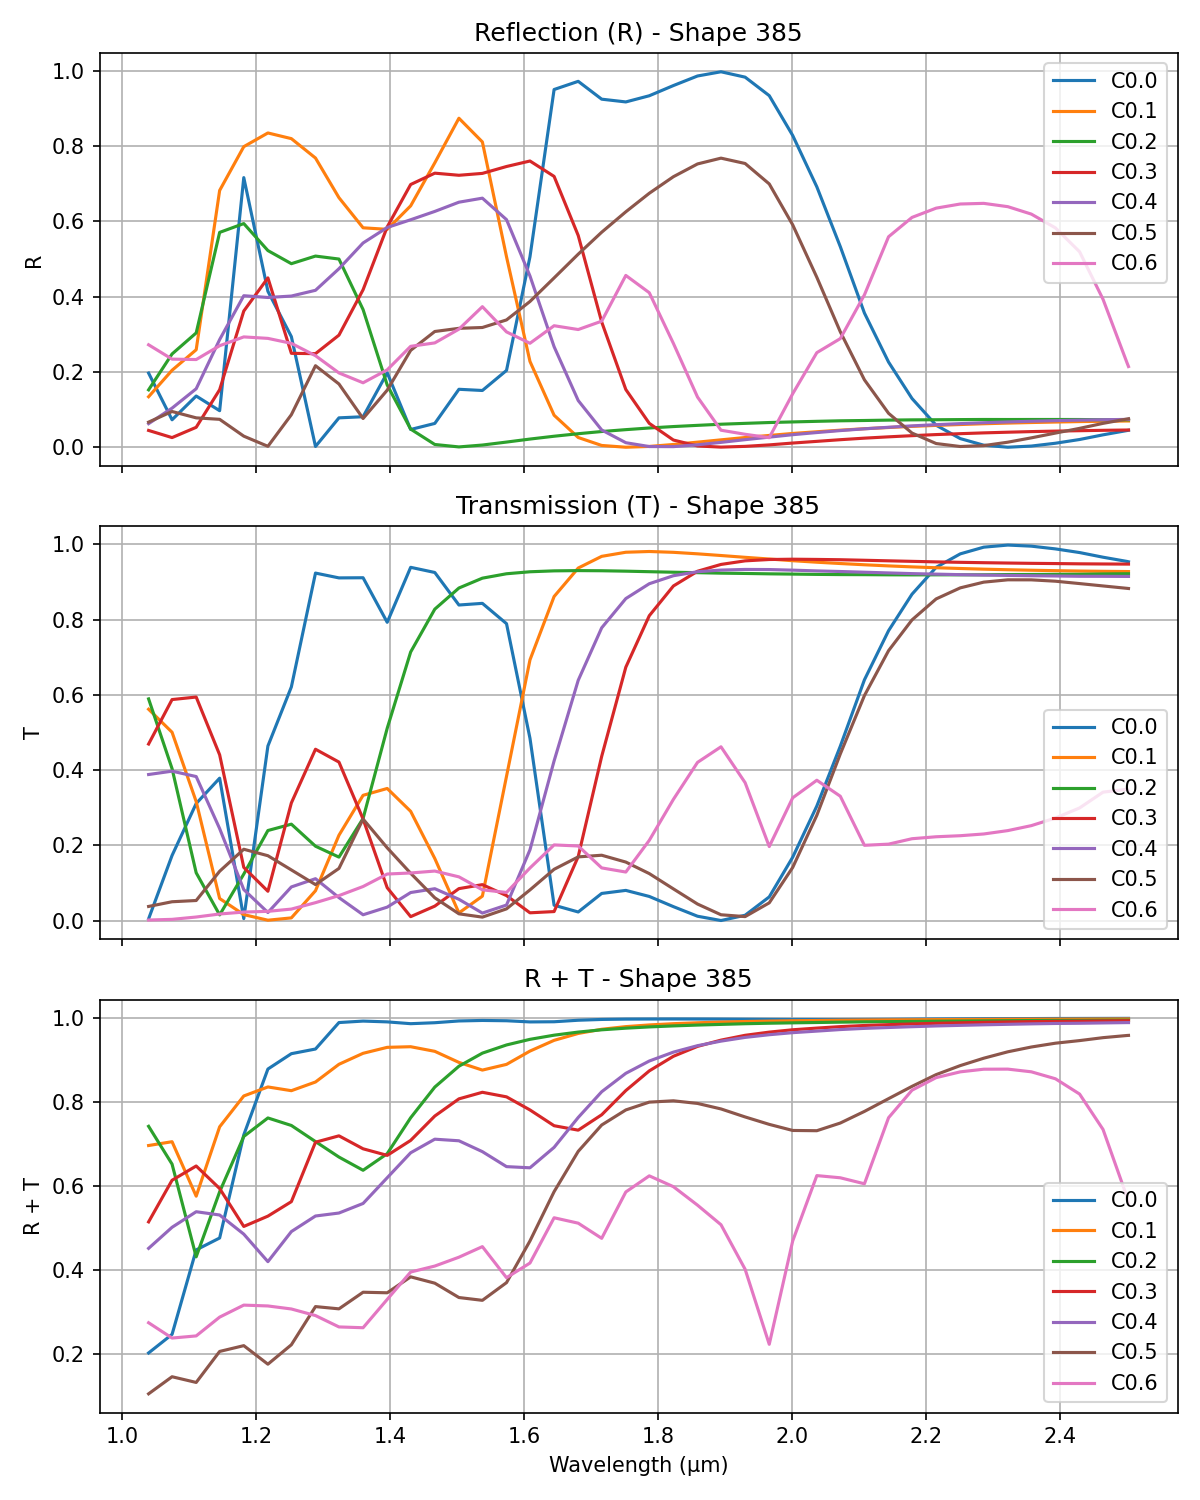 Reflection (R) - Shape 385
1.0
0.8
0.6
0.4
0.2
0.0
R
C0.0
C0.1
C0.2
C0.3
C0.4
C0.5
C0.6
Transmission (T) - Shape 385
1.0
0.8
0.6
0.4
0.2
0.0
T
C0.0
C0.1
C0.2
C0.3
C0.4
C0.5
C0.6
R + T - Shape 385
1.0
0.8
0.6
0.4
0.2
R + T
C0.0
C0.1
C0.2
C0.3
C0.4
C0.5
C0.6
1.0 1.2 1.4 1.6 1.8 2.0 2.2 2.4
Wavelength (µm)